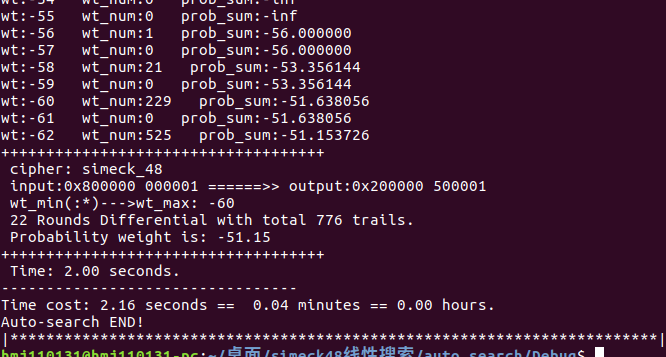 wt:-54   wt_num:0   prob_sum:-inf
wt:-55   wt_num:0   prob_sum:-inf
wt:-56   wt_num:1   prob_sum:-56.000000
wt:-57   wt_num:0   prob_sum:-56.000000
wt:-58   wt_num:21   prob_sum:-53.356144
wt:-59   wt_num:0   prob_sum:-53.356144
wt:-60   wt_num:229   prob_sum:-51.638056
wt:-61   wt_num:0   prob_sum:-51.638056
wt:-62   wt_num:525   prob_sum:-51.153726
++++++++++++++++++++++++++++++++++++
cipher: simeck_48
input:0x800000 000001 ======>> output:0x200000 500001
wt_min(:*)--->wt_max: -60
22 Rounds Differential with total 776 trails.
Probability weight is: -51.15
++++++++++++++++++++++++++++++++++++
Time: 2.00 seconds.
---------------------------------
Time cost: 2.16 seconds ==  0.04 minutes == 0.00 hours.
Auto-search END!
|************************************************************************|
hmj110131@hmj110131-pc:~/桌面/simeck48线性搜索/auto_search/Debug$